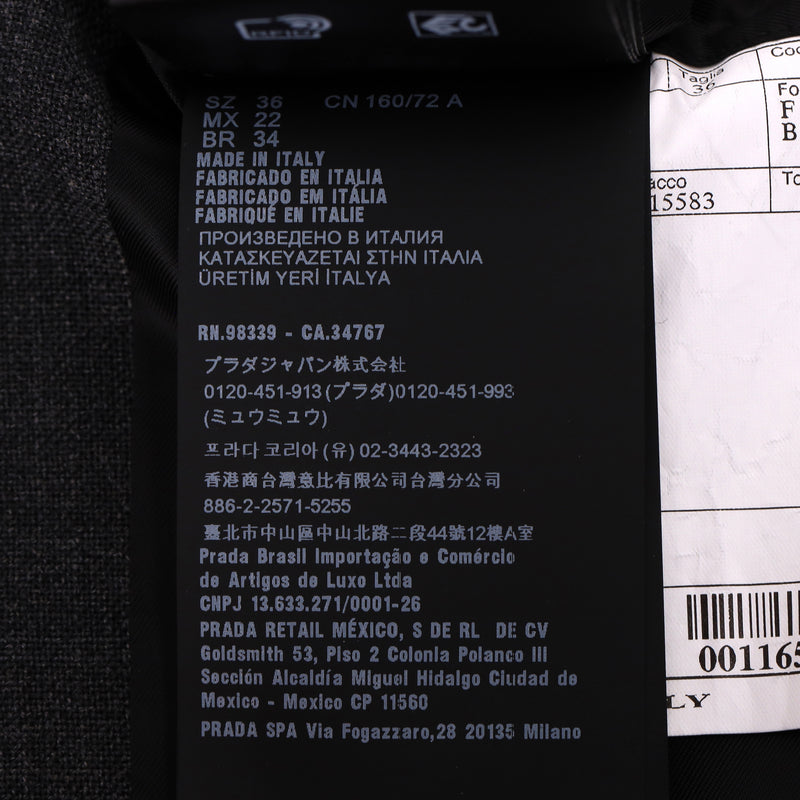 RFID
SZ 36 CN 160/72 A
MX 22
BR 34
MADE IN ITALY
FABRICADO EN ITALIA
FABRICADO EM ITÁLIA
FABRIQUÉ EN ITALIE
ПРОИЗВЕДЕНО В ИТАЛИЯ
ΚΑΤΑΣΚΕΥΑΖΕΤΑΙ ΣΤΗΝ ΙΤΑΛΙΑ
ÜRETİM YERİ İTALYA
RN.98339 - CA.34767
プラダジャパン株式会社
0120-451-913(プラダ)0120-451-993
(ミュウミュウ)
프라다코리아(유) 02-3443-2323
香港商台灣意比有限公司台灣分公司
886-2-2571-5255
臺北市中山區中山北路二段44號12樓A室
Prada Brasil Importação e Comércio
de Artigos de Luxo Ltda
CNPJ 13.633.271/0001-26
PRADA RETAIL MÉXICO, S DE RL DE CV
Goldsmith 53, Piso 2 Colonia Polanco III
Sección Alcaldía Miguel Hidalgo Ciudad de
Mexico - Mexico CP 11560
PRADA SPA Via Fogazzaro,28 20135 Milano
Taglia
36
Cod
Fo
F
B
acco
15583
To
001165
LY